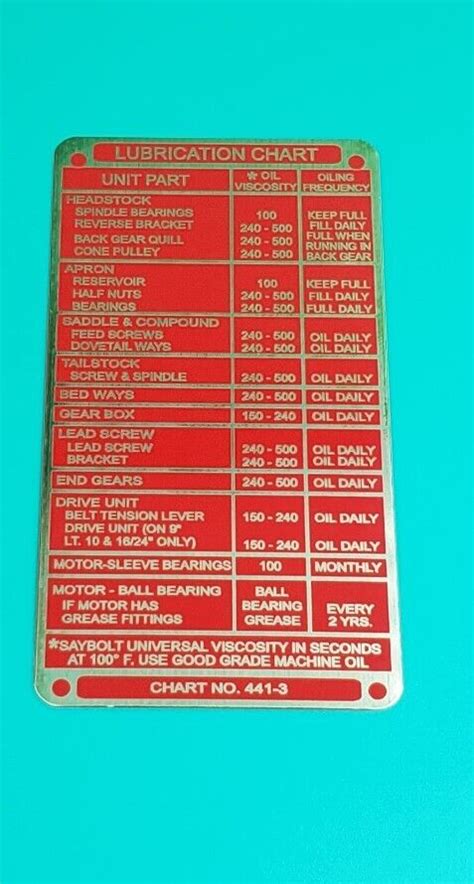 LUBRICATION CHART
UNIT PART * OIL VISCOSITY OILING FREQUENCY
HEADSTOCK
SPINDLE BEARINGS 100 KEEP FULL
REVERSE BRACKET 240 - 500 FILL DAILY
BACK GEAR QUILL 240 - 500 FULL WHEN RUNNING IN
CONE PULLEY 240 - 500 BACK GEAR
APRON
RESERVOIR 100 KEEP FULL
HALF NUTS 240 - 500 FILL DAILY
BEARINGS 240 - 500 FULL DAILY
SADDLE & COMPOUND
FEED SCREWS 240 - 500 OIL DAILY
DOVETAIL WAYS 240 - 500 OIL DAILY
TAILSTOCK
SCREW & SPINDLE 240 - 500 OIL DAILY
BED WAYS 240 - 500 OIL DAILY
GEAR BOX 150 - 240 OIL DAILY
LEAD SCREW
LEAD SCREW 240 - 500 OIL DAILY
BRACKET 240 - 500 OIL DAILY
END GEARS 240 - 500 OIL DAILY
DRIVE UNIT
BELT TENSION LEVER 150 - 240 OIL DAILY
DRIVE UNIT (ON 9"
LT. 10 & 16/24" ONLY) 150 - 240 OIL DAILY
MOTOR-SLEEVE BEARINGS 100 MONTHLY
MOTOR - BALL BEARING BALL
IF MOTOR HAS BEARING EVERY
GREASE FITTINGS GREASE 2 YRS.
*SAYBOLT UNIVERSAL VISCOSITY IN SECONDS
AT 100° F. USE GOOD GRADE MACHINE OIL
CHART NO. 441-3